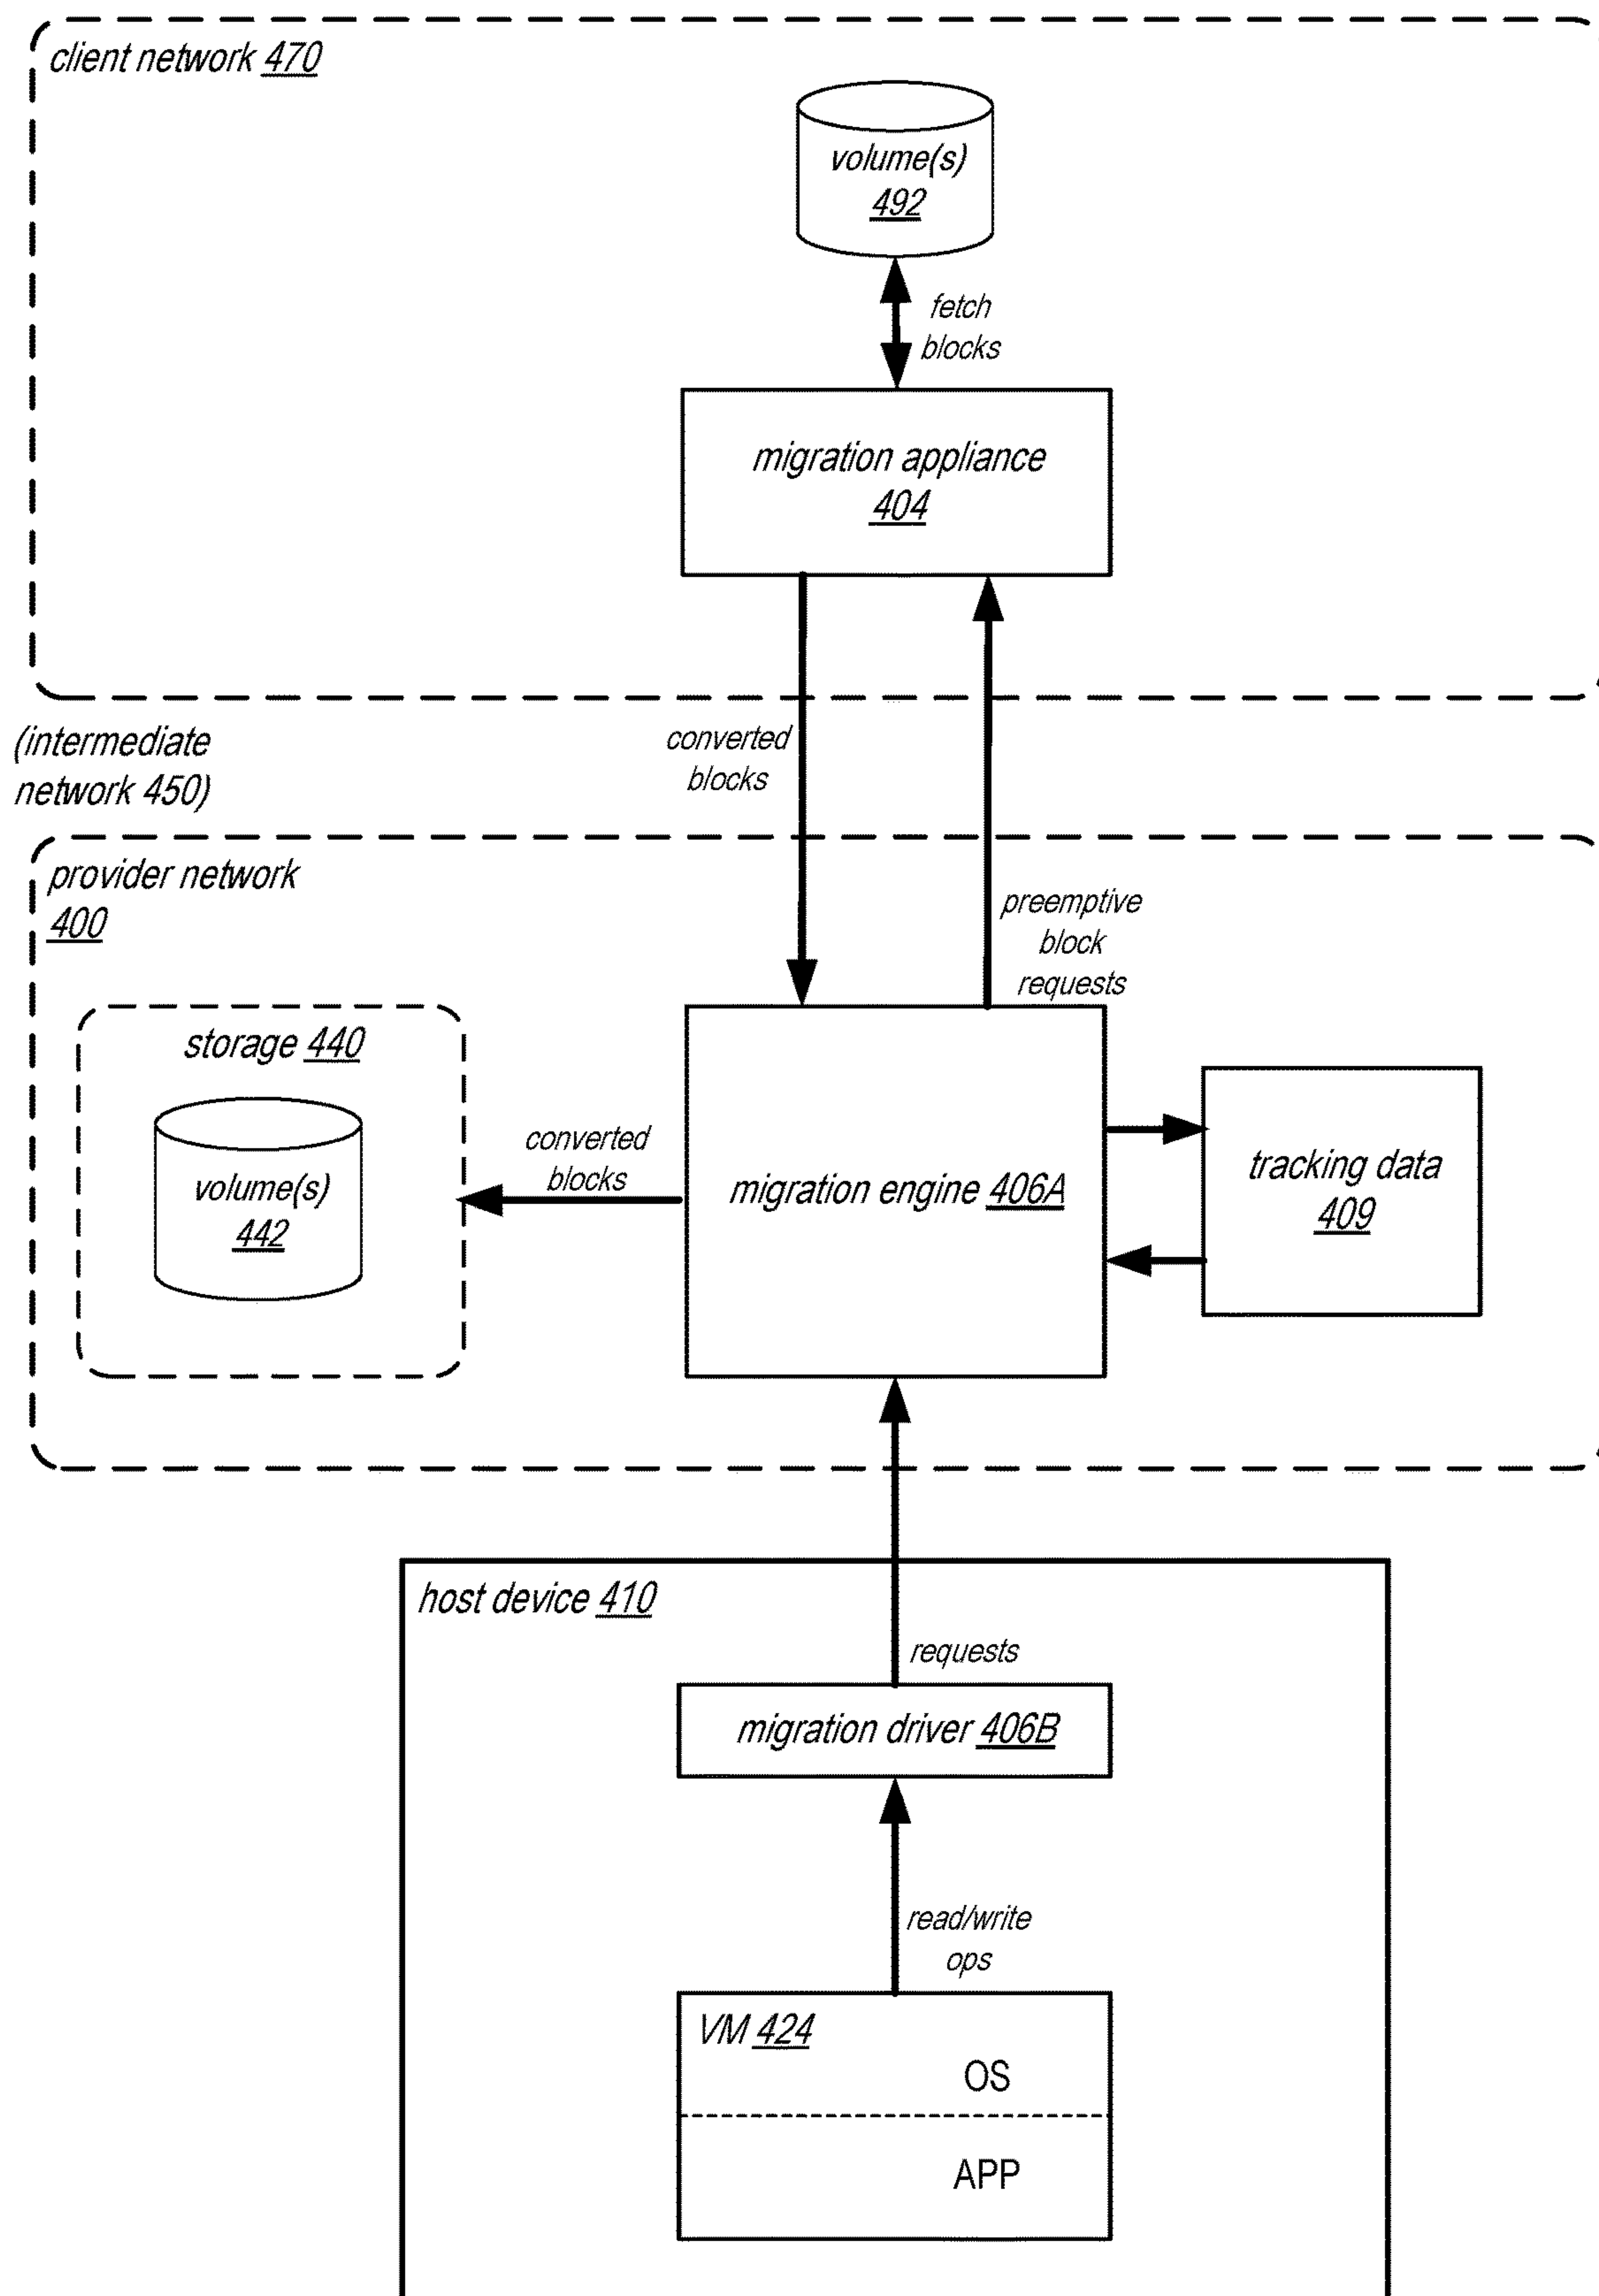 client network 470
volume(s)
492
fetch
blocks
migration appliance
404
(intermediate
network 450)
converted
blocks
provider network
400
preemptive
block
requests
storage 440
volume(s)
442
converted
blocks
migration engine 406A
tracking data
409
host device 410
requests
migration driver 406B
read/write
ops
VM 424
OS
APP